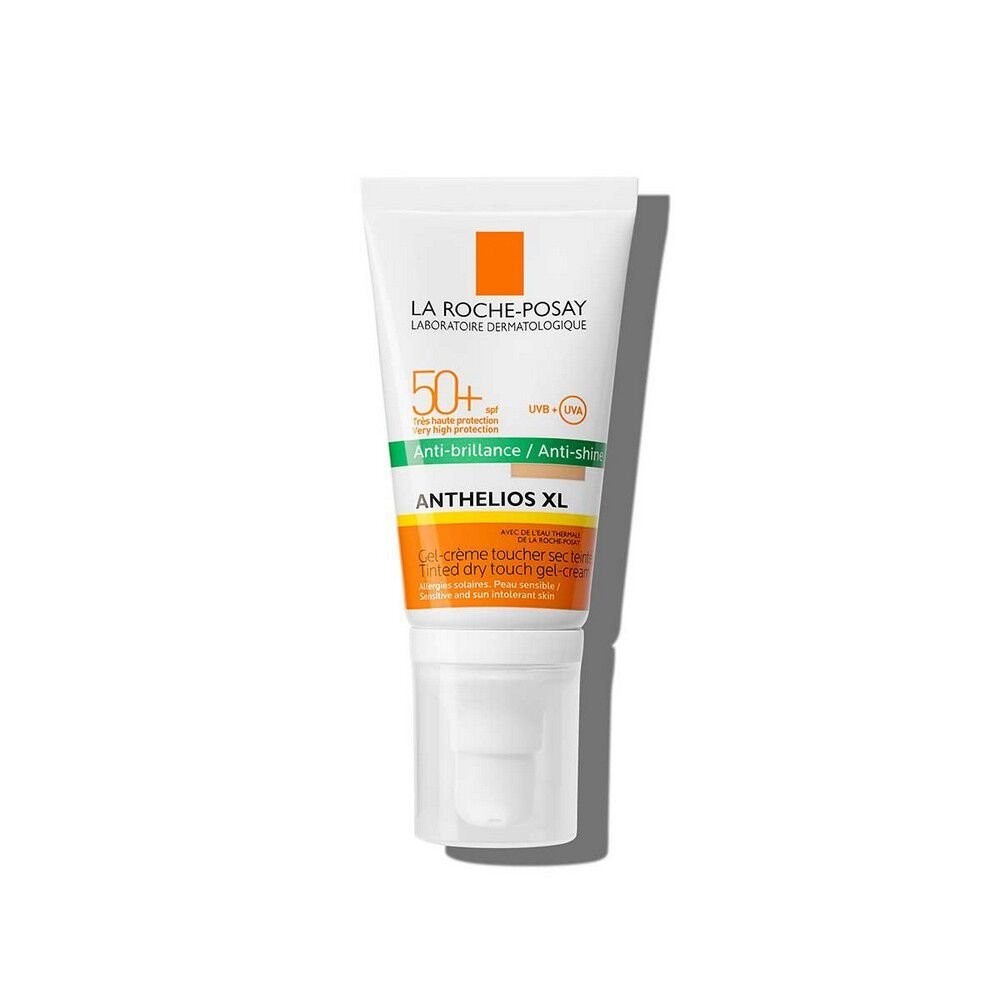 LA ROCHE-POSAY
LABORATOIRE DERMATOLOGIQUE
50+ spf
Très haute protection
Very high protection
UVB + UVA
Anti-brillance / Anti-shine
ANTHELIOS XL
AVEC DE L'EAU THERMALE
DE LA ROCHE-POSAY
Gel-crème toucher sec teinté
Tinted dry touch gel-cream
Allergies solaires. Peau sensible /
Sensitive and sun intolerant skin